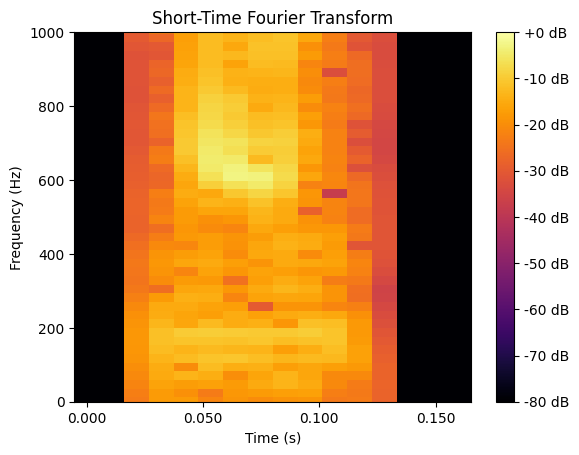 Short-Time Fourier Transform
1000
800
600
400
200
0
Frequency (Hz)
0.000
0.050
0.100
0.150
Time (s)
+0 dB
-10 dB
-20 dB
-30 dB
-40 dB
-50 dB
-60 dB
-70 dB
-80 dB